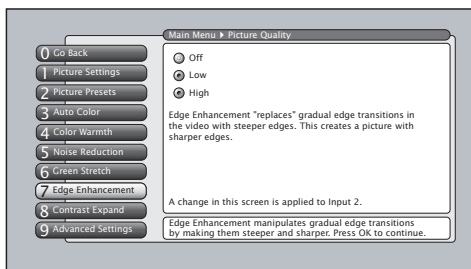 Main Menu ▶ Picture Quality
0 Go Back
1 Picture Settings
2 Picture Presets
3 Auto Color
4 Color Warmth
5 Noise Reduction
6 Green Stretch
7 Edge Enhancement
8 Contrast Expand
9 Advanced Settings
Off
Low
High
Edge Enhancement "replaces" gradual edge transitions in
the video with steeper edges. This creates a picture with
sharper edges.
A change in this screen is applied to Input 2.
Edge Enhancement manipulates gradual edge transitions
by making them steeper and sharper. Press OK to continue.